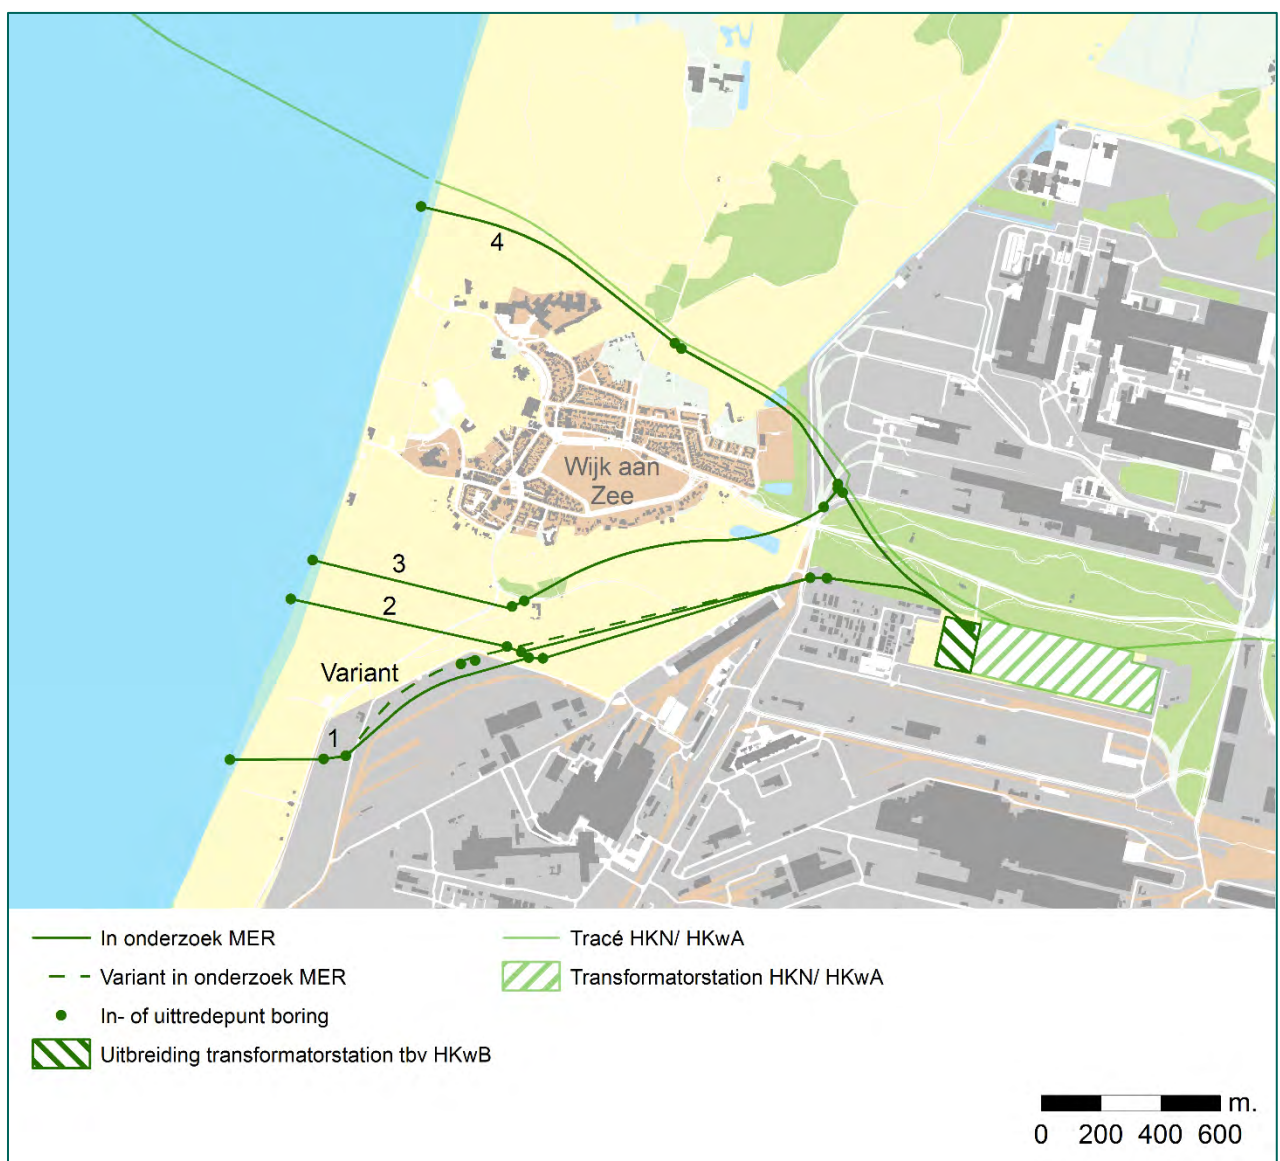 4
Wijk aan
Zee
3
2
Variant
1
In onderzoek MER
Variant in onderzoek MER
In- of uittredepunt boring
Uitbreiding transformatorstation tbv HKwB
Tracé HKN/ HKwA
Transformatorstation HKN/ HKwA
m.
0 200 400 600